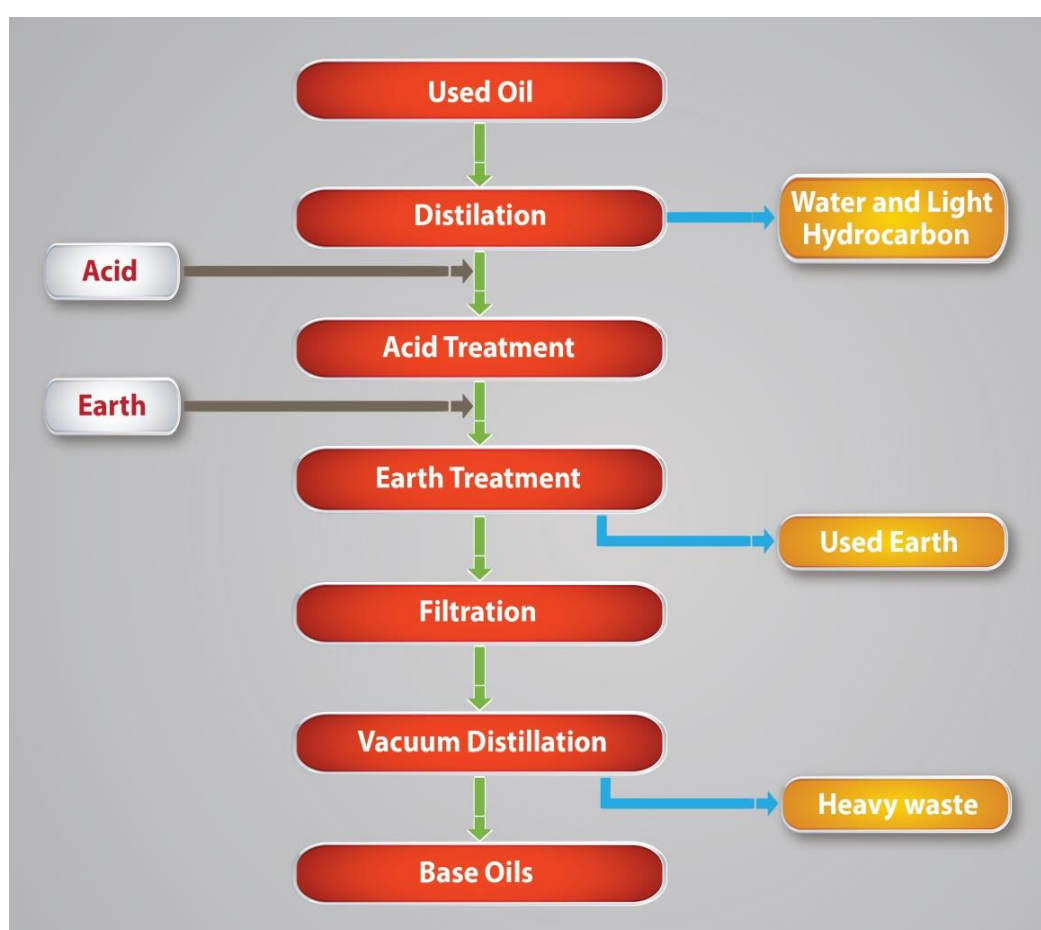 Used Oil
Distilation
Water and Light
Hydrocarbon
Acid
Acid Treatment
Earth
Earth Treatment
Used Earth
Filtration
Vacuum Distillation
Heavy waste
Base Oils